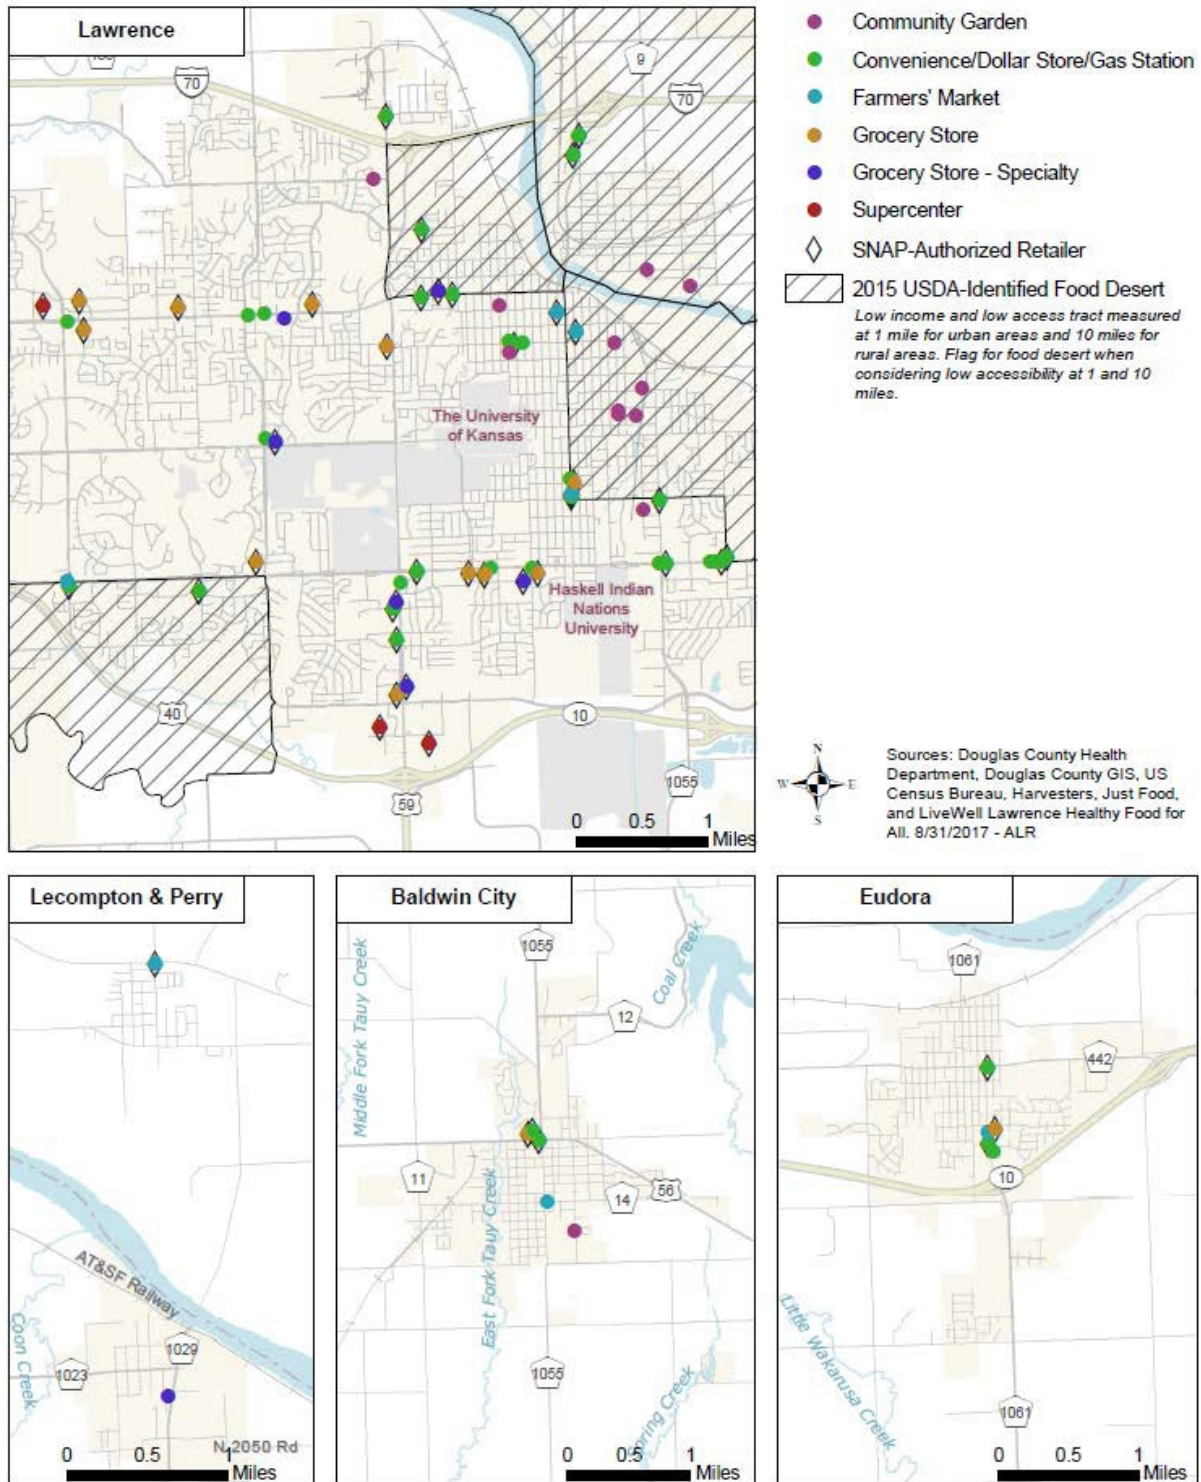 Lawrence
70
9
70
The University
of Kansas
Haskell Indian
Nations
University
40
10
59
1055
0 0.5 1
Miles
Community Garden
Convenience/Dollar Store/Gas Station
Farmers' Market
Grocery Store
Grocery Store - Specialty
Supercenter
SNAP-Authorized Retailer
2015 USDA-Identified Food Desert
Low income and low access tract measured
at 1 mile for urban areas and 10 miles for
rural areas. Flag for food desert when
considering low accessibility at 1 and 10
miles.
N
W E
S
Sources: Douglas County Health
Department, Douglas County GIS, US
Census Bureau, Harvesters, Just Food,
and LiveWell Lawrence Healthy Food for
All. 8/31/2017 - ALR
Lecompton & Perry
AT&SF Railway
Coon Creek
1029
1023
N 2050 Rd
0 0.5 1
Miles
Baldwin City
1055
Middle Fork Tauy Creek
Coal Creek
12
11
East Fork Tauy Creek
14
56
1055
Spring Creek
0 0.5 1
Miles
Eudora
1061
442
10
Little Wakarusa Creek
1061
0 0.5 1
Miles